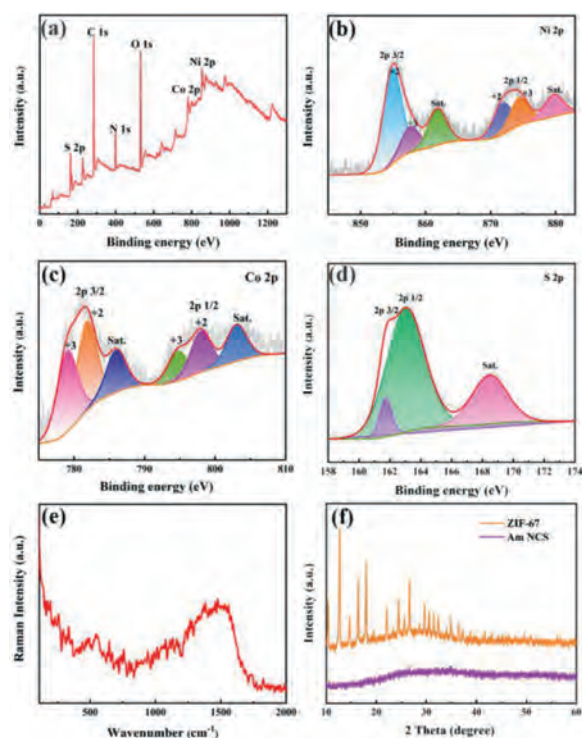 (a)
C 1s
O 1s
Ni 2p
Co 2p
N 1s
S 2p
Intensity (a.u.)
0 200 400 600 800 1000 1200
Binding energy (eV)
(b)
Ni 2p
2p 3/2
+2
+3
Sat.
2p1/2
+2
+3
Sat.
Intensity (a.u.)
850 860 870 880
Binding energy (eV)
(c)
Co 2p
2p 3/2
+2
+3
Sat.
2p 1/2
+3
+2
Sat.
Intensity (a.u.)
780 790 800 810
Binding energy (eV)
(d)
S 2p
2p 1/2
2p 3/2
Sat.
Intensity (a.u.)
158 160 162 164 166 168 170 172 174
Binding energy (eV)
(e)
Raman Intensity (a.u.)
500 1000 1500 2000
Wavenumber (cm⁻¹)
(f)
ZIF-67
Am NCS
Intensity (a.u.)
10 20 30 40 50 60
2 Theta (degree)